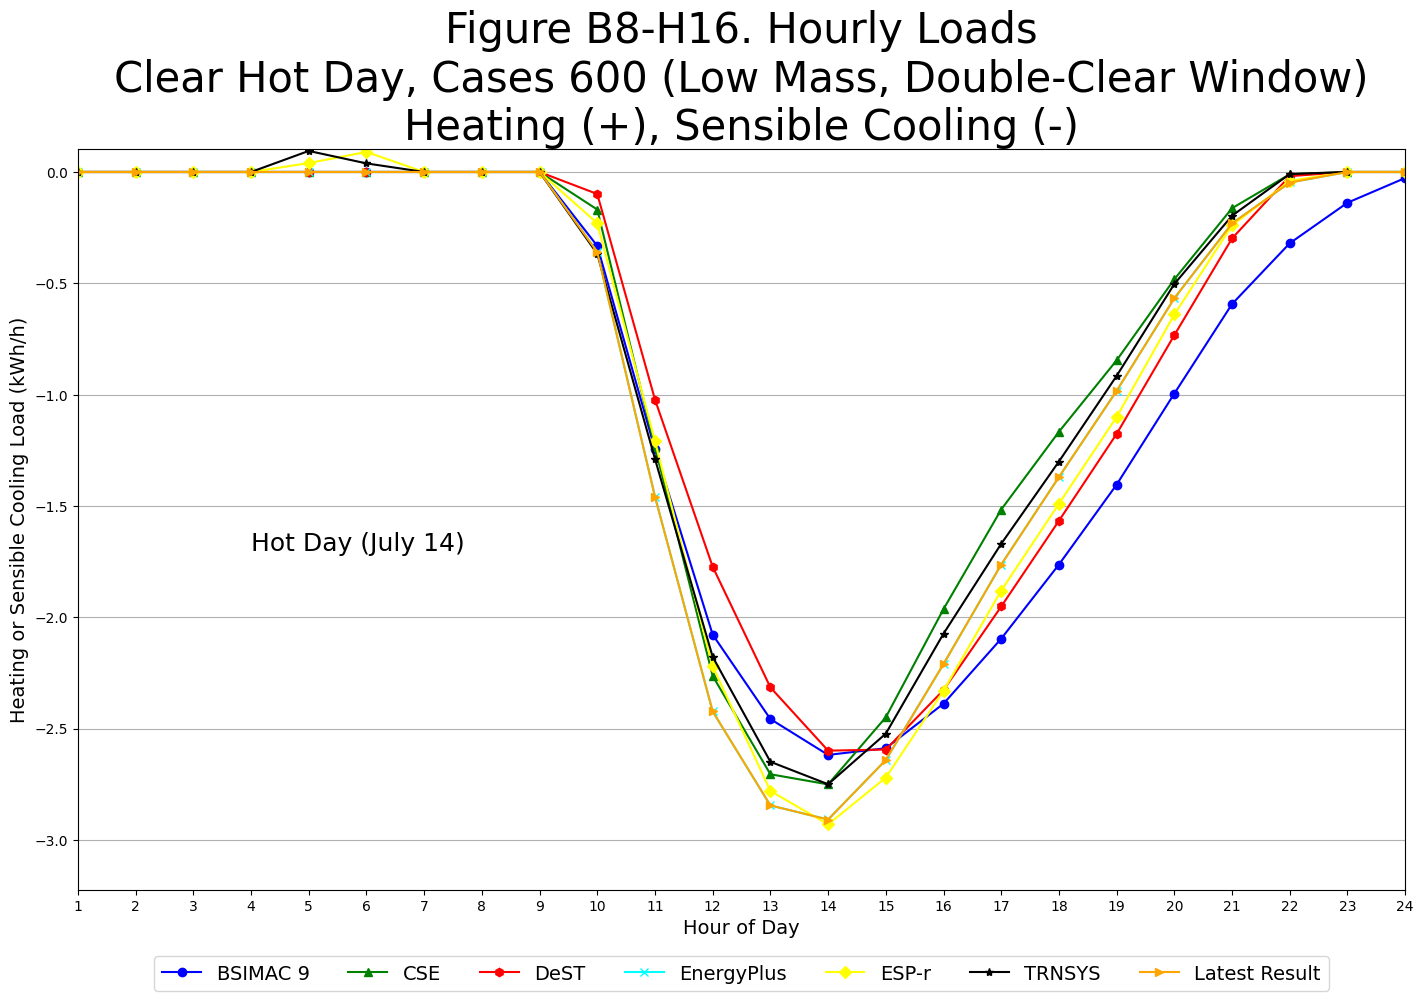 Figure B8-H16. Hourly Loads
Clear Hot Day, Cases 600 (Low Mass, Double-Clear Window)
Heating (+), Sensible Cooling (-)
Heating or Sensible Cooling Load (kWh/h)
0.0
−0.5
−1.0
−1.5
−2.0
−2.5
−3.0
Hot Day (July 14)
1 2 3 4 5 6 7 8 9 10 11 12 13 14 15 16 17 18 19 20 21 22 23 24
Hour of Day
BSIMAC 9 CSE DeST EnergyPlus ESP-r TRNSYS Latest Result